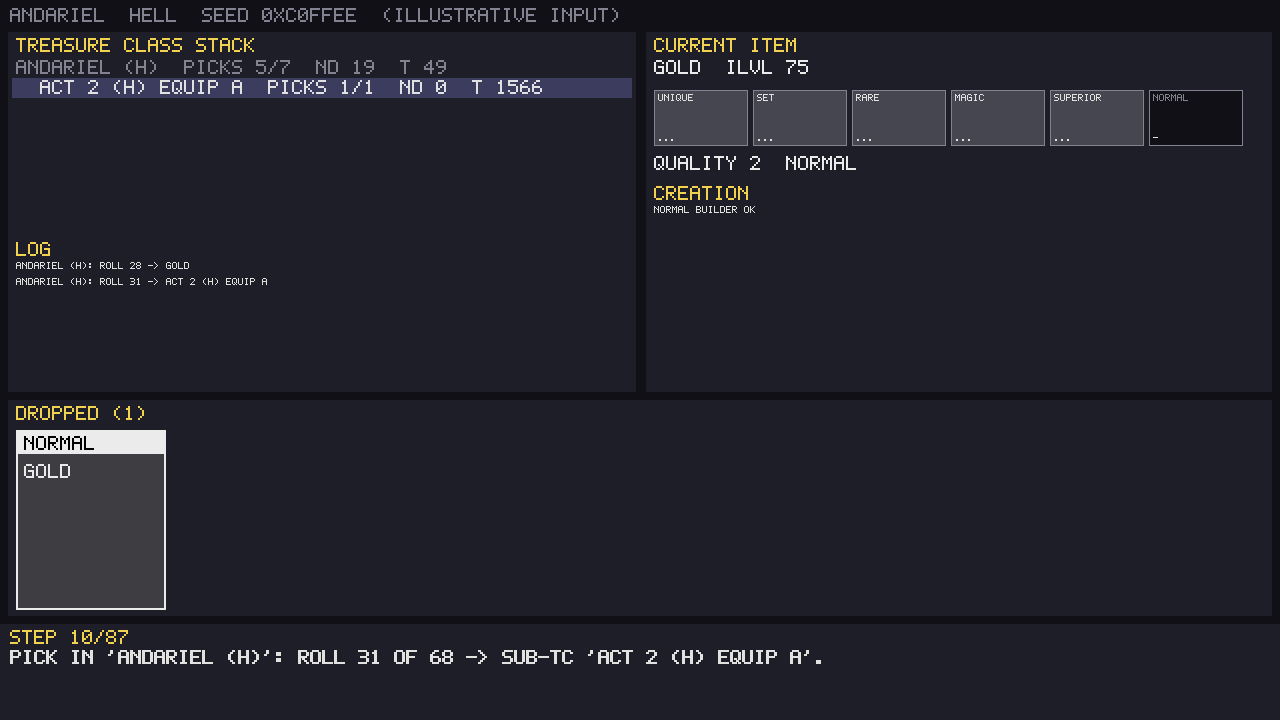 ANDARIEL HELL SEED 0XC0FFEE (ILLUSTRATIVE INPUT)
TREASURE CLASS STACK
ANDARIEL (H) PICKS 5/7 ND 19 T 49
ACT 2 (H) EQUIP A PICKS 1/1 ND 0 T 1566
LOG
ANDARIEL (H): ROLL 28 -> GOLD
ANDARIEL (H): ROLL 31 -> ACT 2 (H) EQUIP A
CURRENT ITEM
GOLD ILVL 75
UNIQUE SET RARE MAGIC SUPERIOR NORMAL
... ... ... ... ... -
QUALITY 2 NORMAL
CREATION
NORMAL BUILDER OK
DROPPED (1)
NORMAL
GOLD
STEP 10/87
PICK IN 'ANDARIEL (H)': ROLL 31 OF 68 -> SUB-TC 'ACT 2 (H) EQUIP A'.